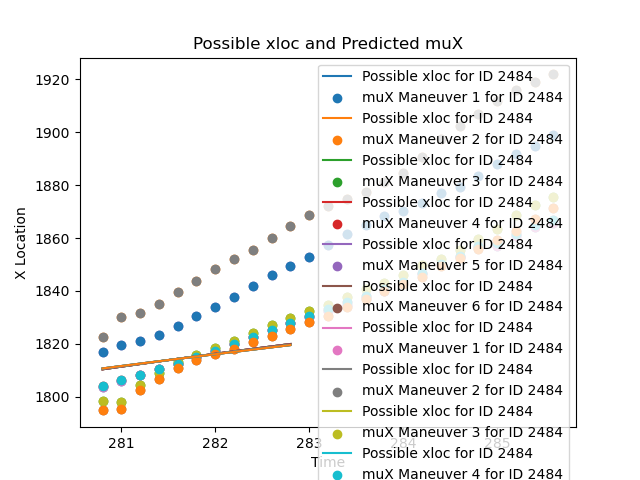 Possible xloc and Predicted muX
X Location
1920
1900
1880
1860
1840
1820
1800
281
282
283
284
285
Time
Possible xloc for ID 2484
muX Maneuver 1 for ID 2484
Possible xloc for ID 2484
muX Maneuver 2 for ID 2484
Possible xloc for ID 2484
muX Maneuver 3 for ID 2484
Possible xloc for ID 2484
muX Maneuver 4 for ID 2484
Possible xloc for ID 2484
muX Maneuver 5 for ID 2484
Possible xloc for ID 2484
muX Maneuver 6 for ID 2484
Possible xloc for ID 2484
muX Maneuver 1 for ID 2484
Possible xloc for ID 2484
muX Maneuver 2 for ID 2484
Possible xloc for ID 2484
muX Maneuver 3 for ID 2484
Possible xloc for ID 2484
muX Maneuver 4 for ID 2484